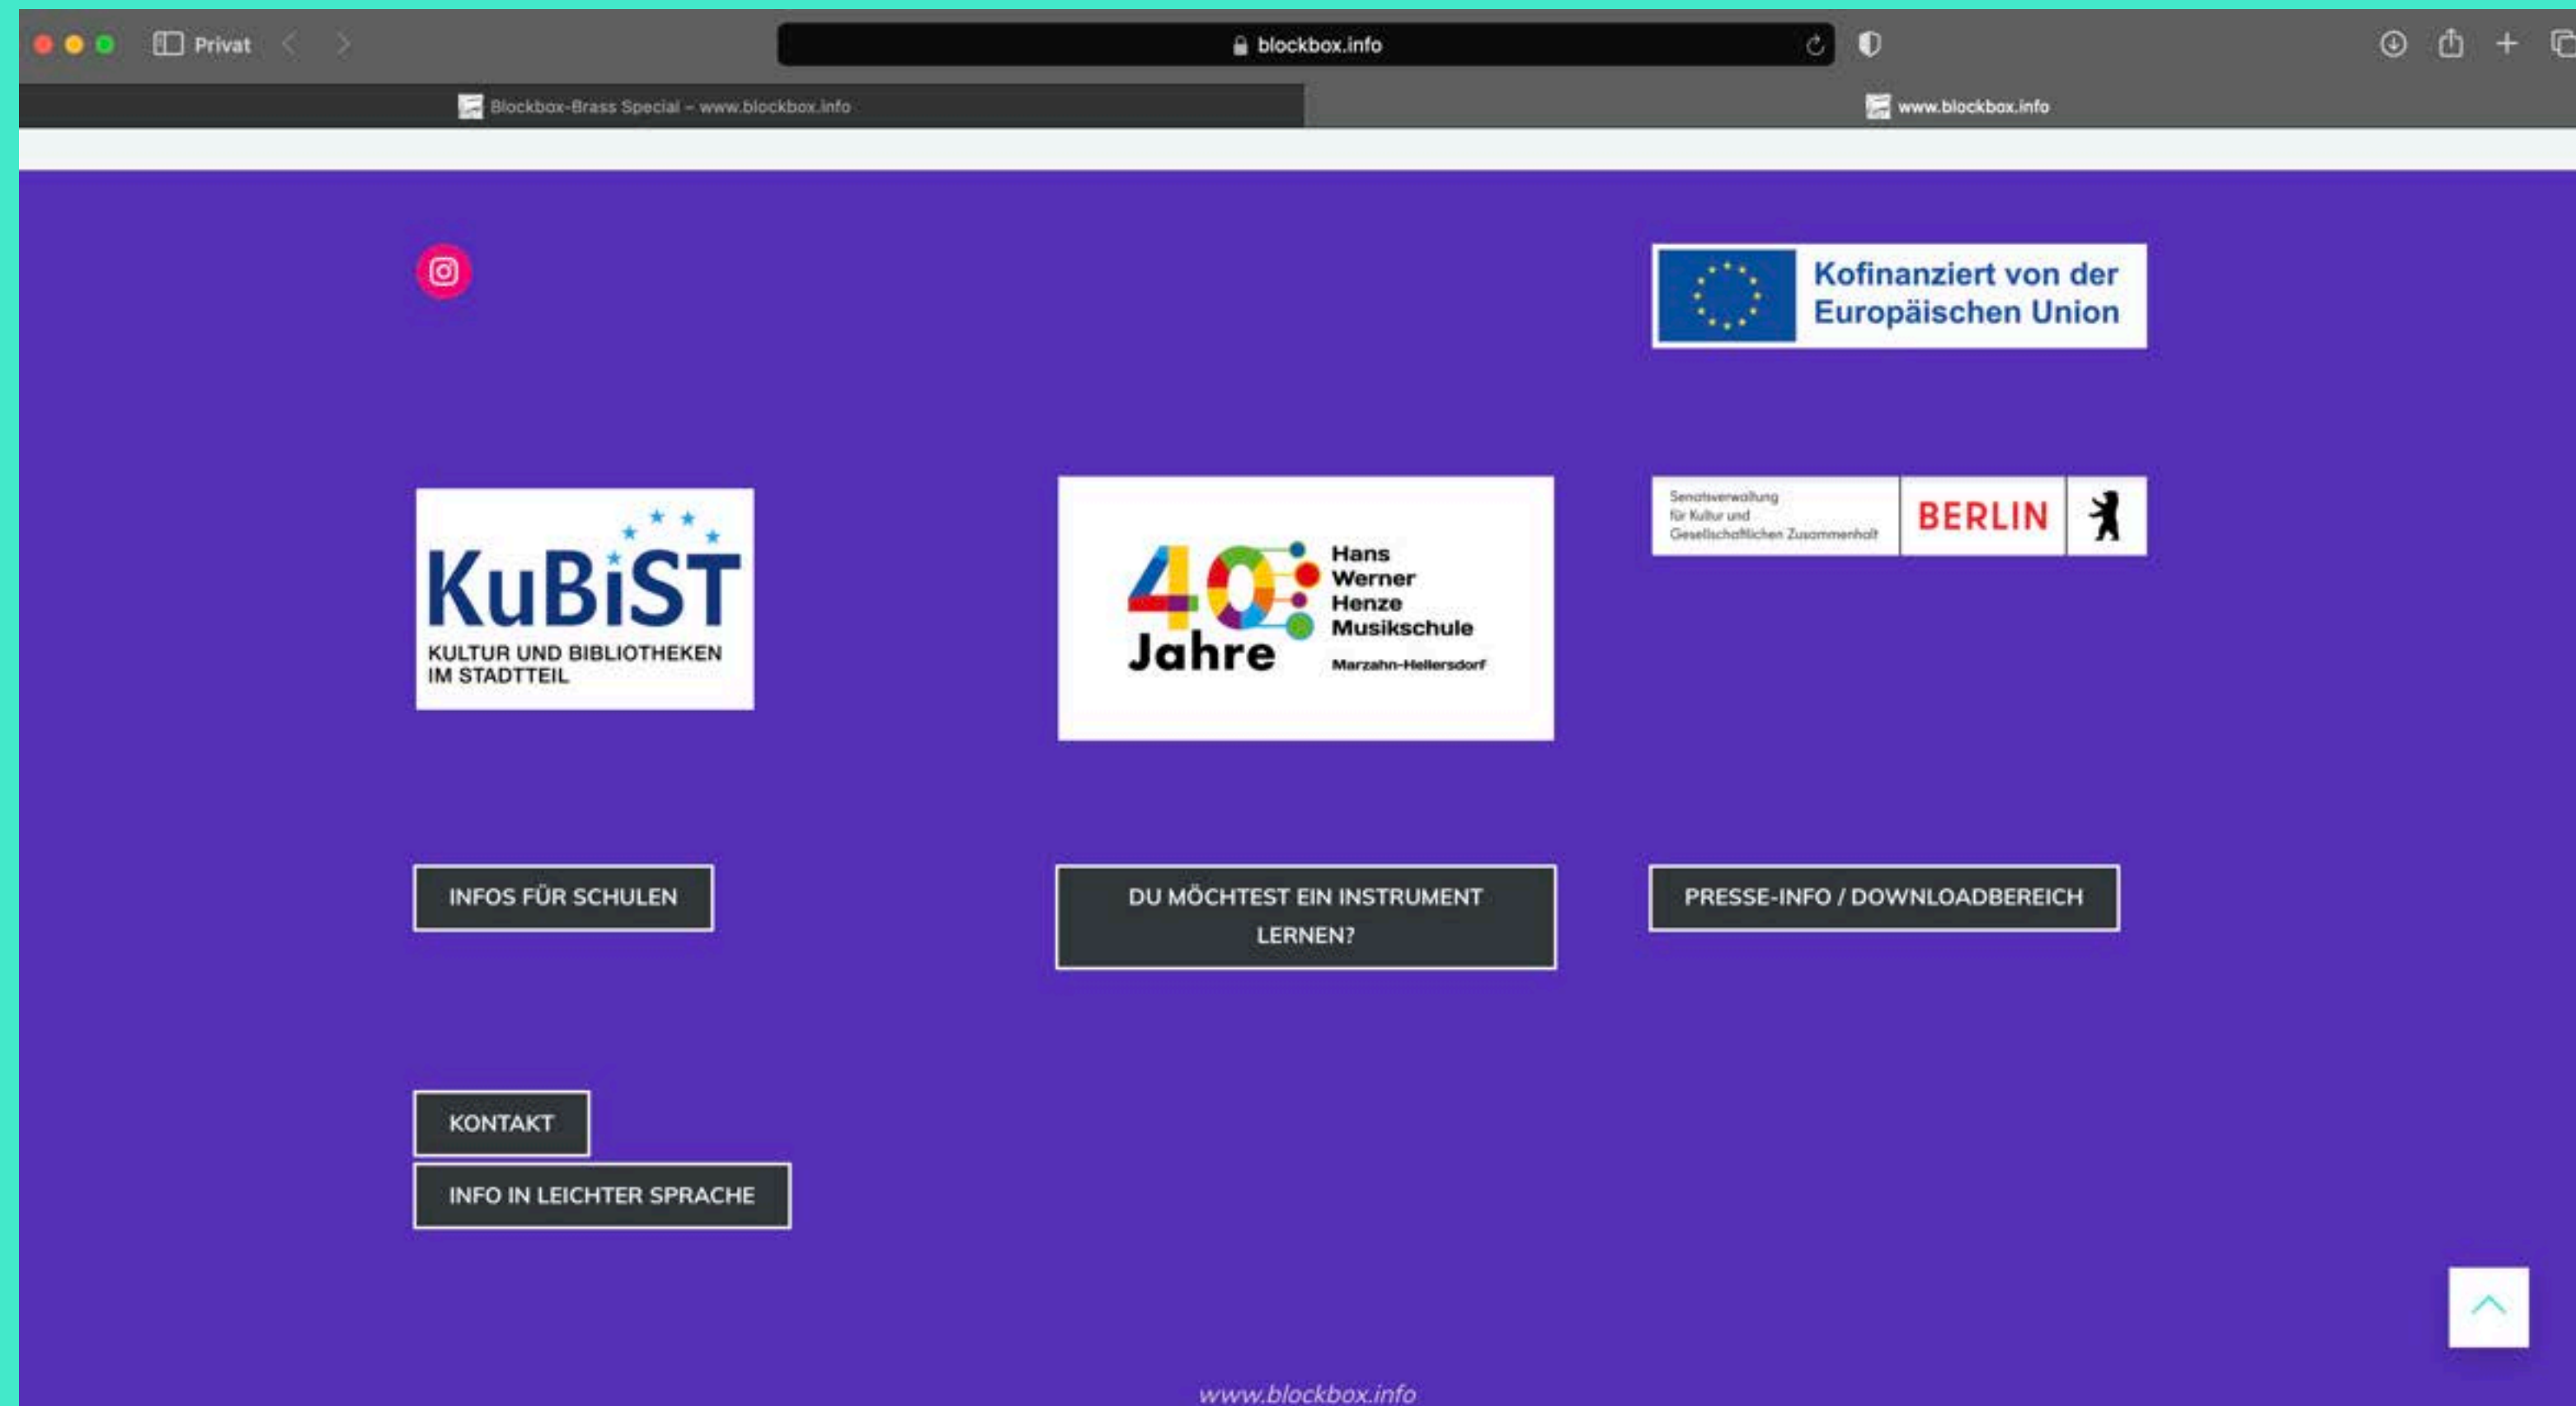 Privat
blockbox.info
Blockbox-Brass Special – www.blockbox.info
www.blockbox.info
Kofinanziert von der
Europäischen Union
KuBiST
KULTUR UND BIBLIOTHEKEN
IM STADTTEIL
40
Jahre
Hans
Werner
Henze
Musikschule
Marzahn-Hellersdorf
Senatsverwaltung
für Kultur und
Gesellschaftlichen Zusammenhalt
BERLIN
INFOS FÜR SCHULEN
DU MÖCHTEST EIN INSTRUMENT
LERNEN?
PRESSE-INFO / DOWNLOADBEREICH
KONTAKT
INFO IN LEICHTER SPRACHE
www.blockbox.info